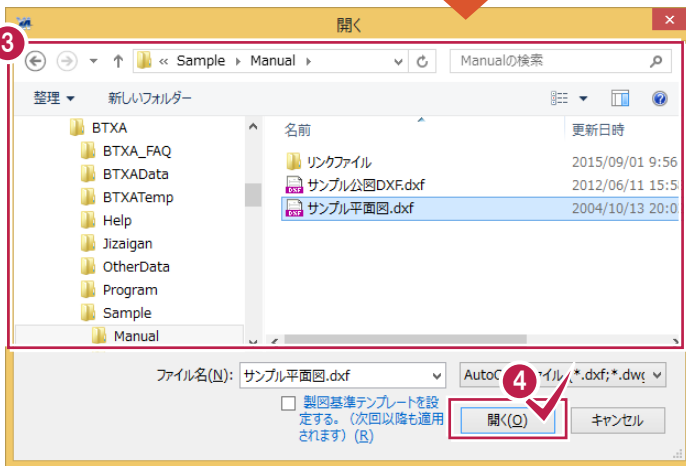 開く
3
« Sample ▸ Manual ▸
Manualの検索
整理 ▼ 新しいフォルダー
BTXA
BTXA_FAQ
BTXAData
BTXATemp
Help
Jizaigan
OtherData
Program
Sample
Manual
名前 更新日時
リンクファイル 2015/09/01 9:56
サンプル公図DXF.dxf 2012/06/11 15:5
サンプル平面図.dxf 2004/10/13 20:0
ファイル名(N): サンプル平面図.dxf
(*.dxf;*.dwg
4
製図基準テンプレートを設
定する。（次回以降も適用
されます）(R)
開く(O) キャンセル